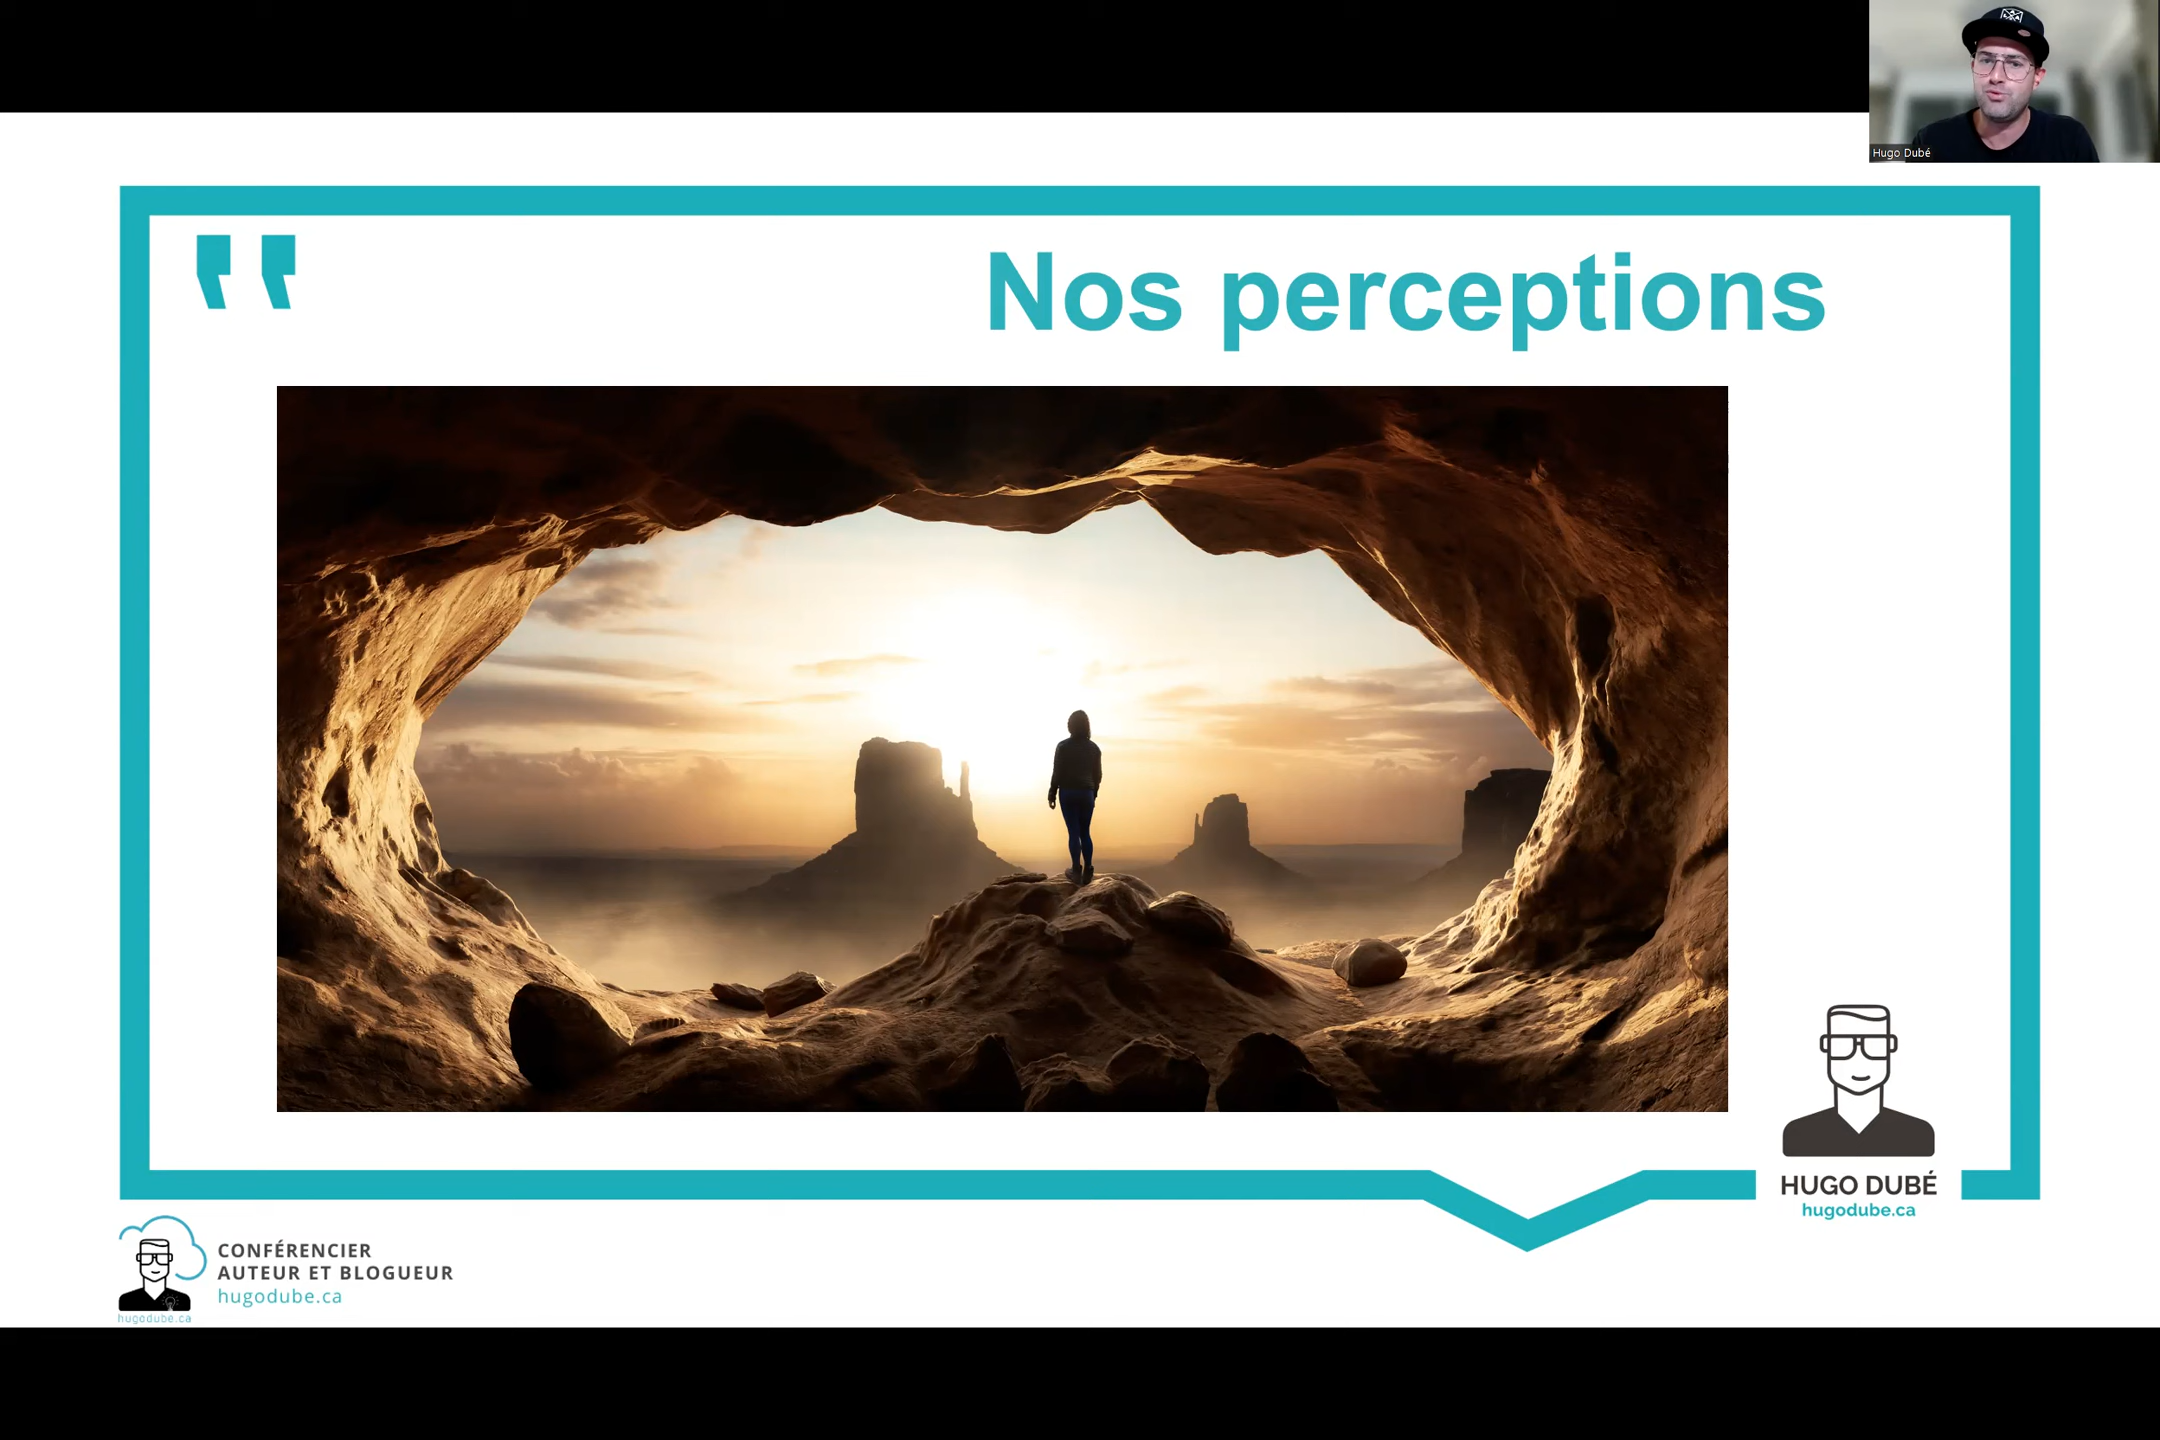 Hugo Dubé
Nos perceptions
HUGO DUBÉ
hugodube.ca
CONFÉRENCIER
AUTEUR ET BLOGUEUR
hugodube.ca
hugodube.ca